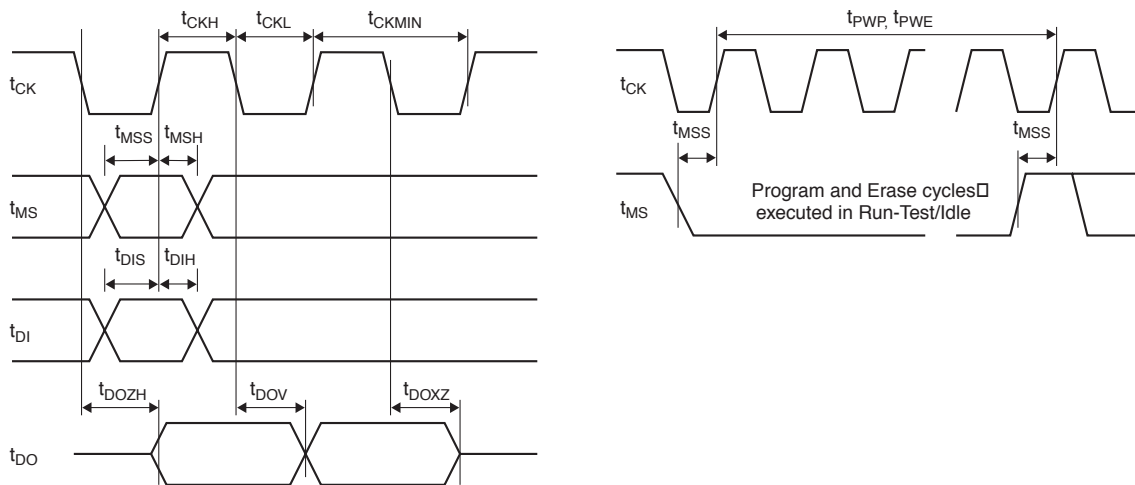 tCKH tCKL tCKMIN
tCK
tMSS tMSH
tMS
tDIS tDIH
tDI
tDOZH tDOV tDOXZ
tDO
tPWP, tPWE
tCK
tMSS tMSS
tMS
Program and Erase cycles□
executed in Run-Test/Idle